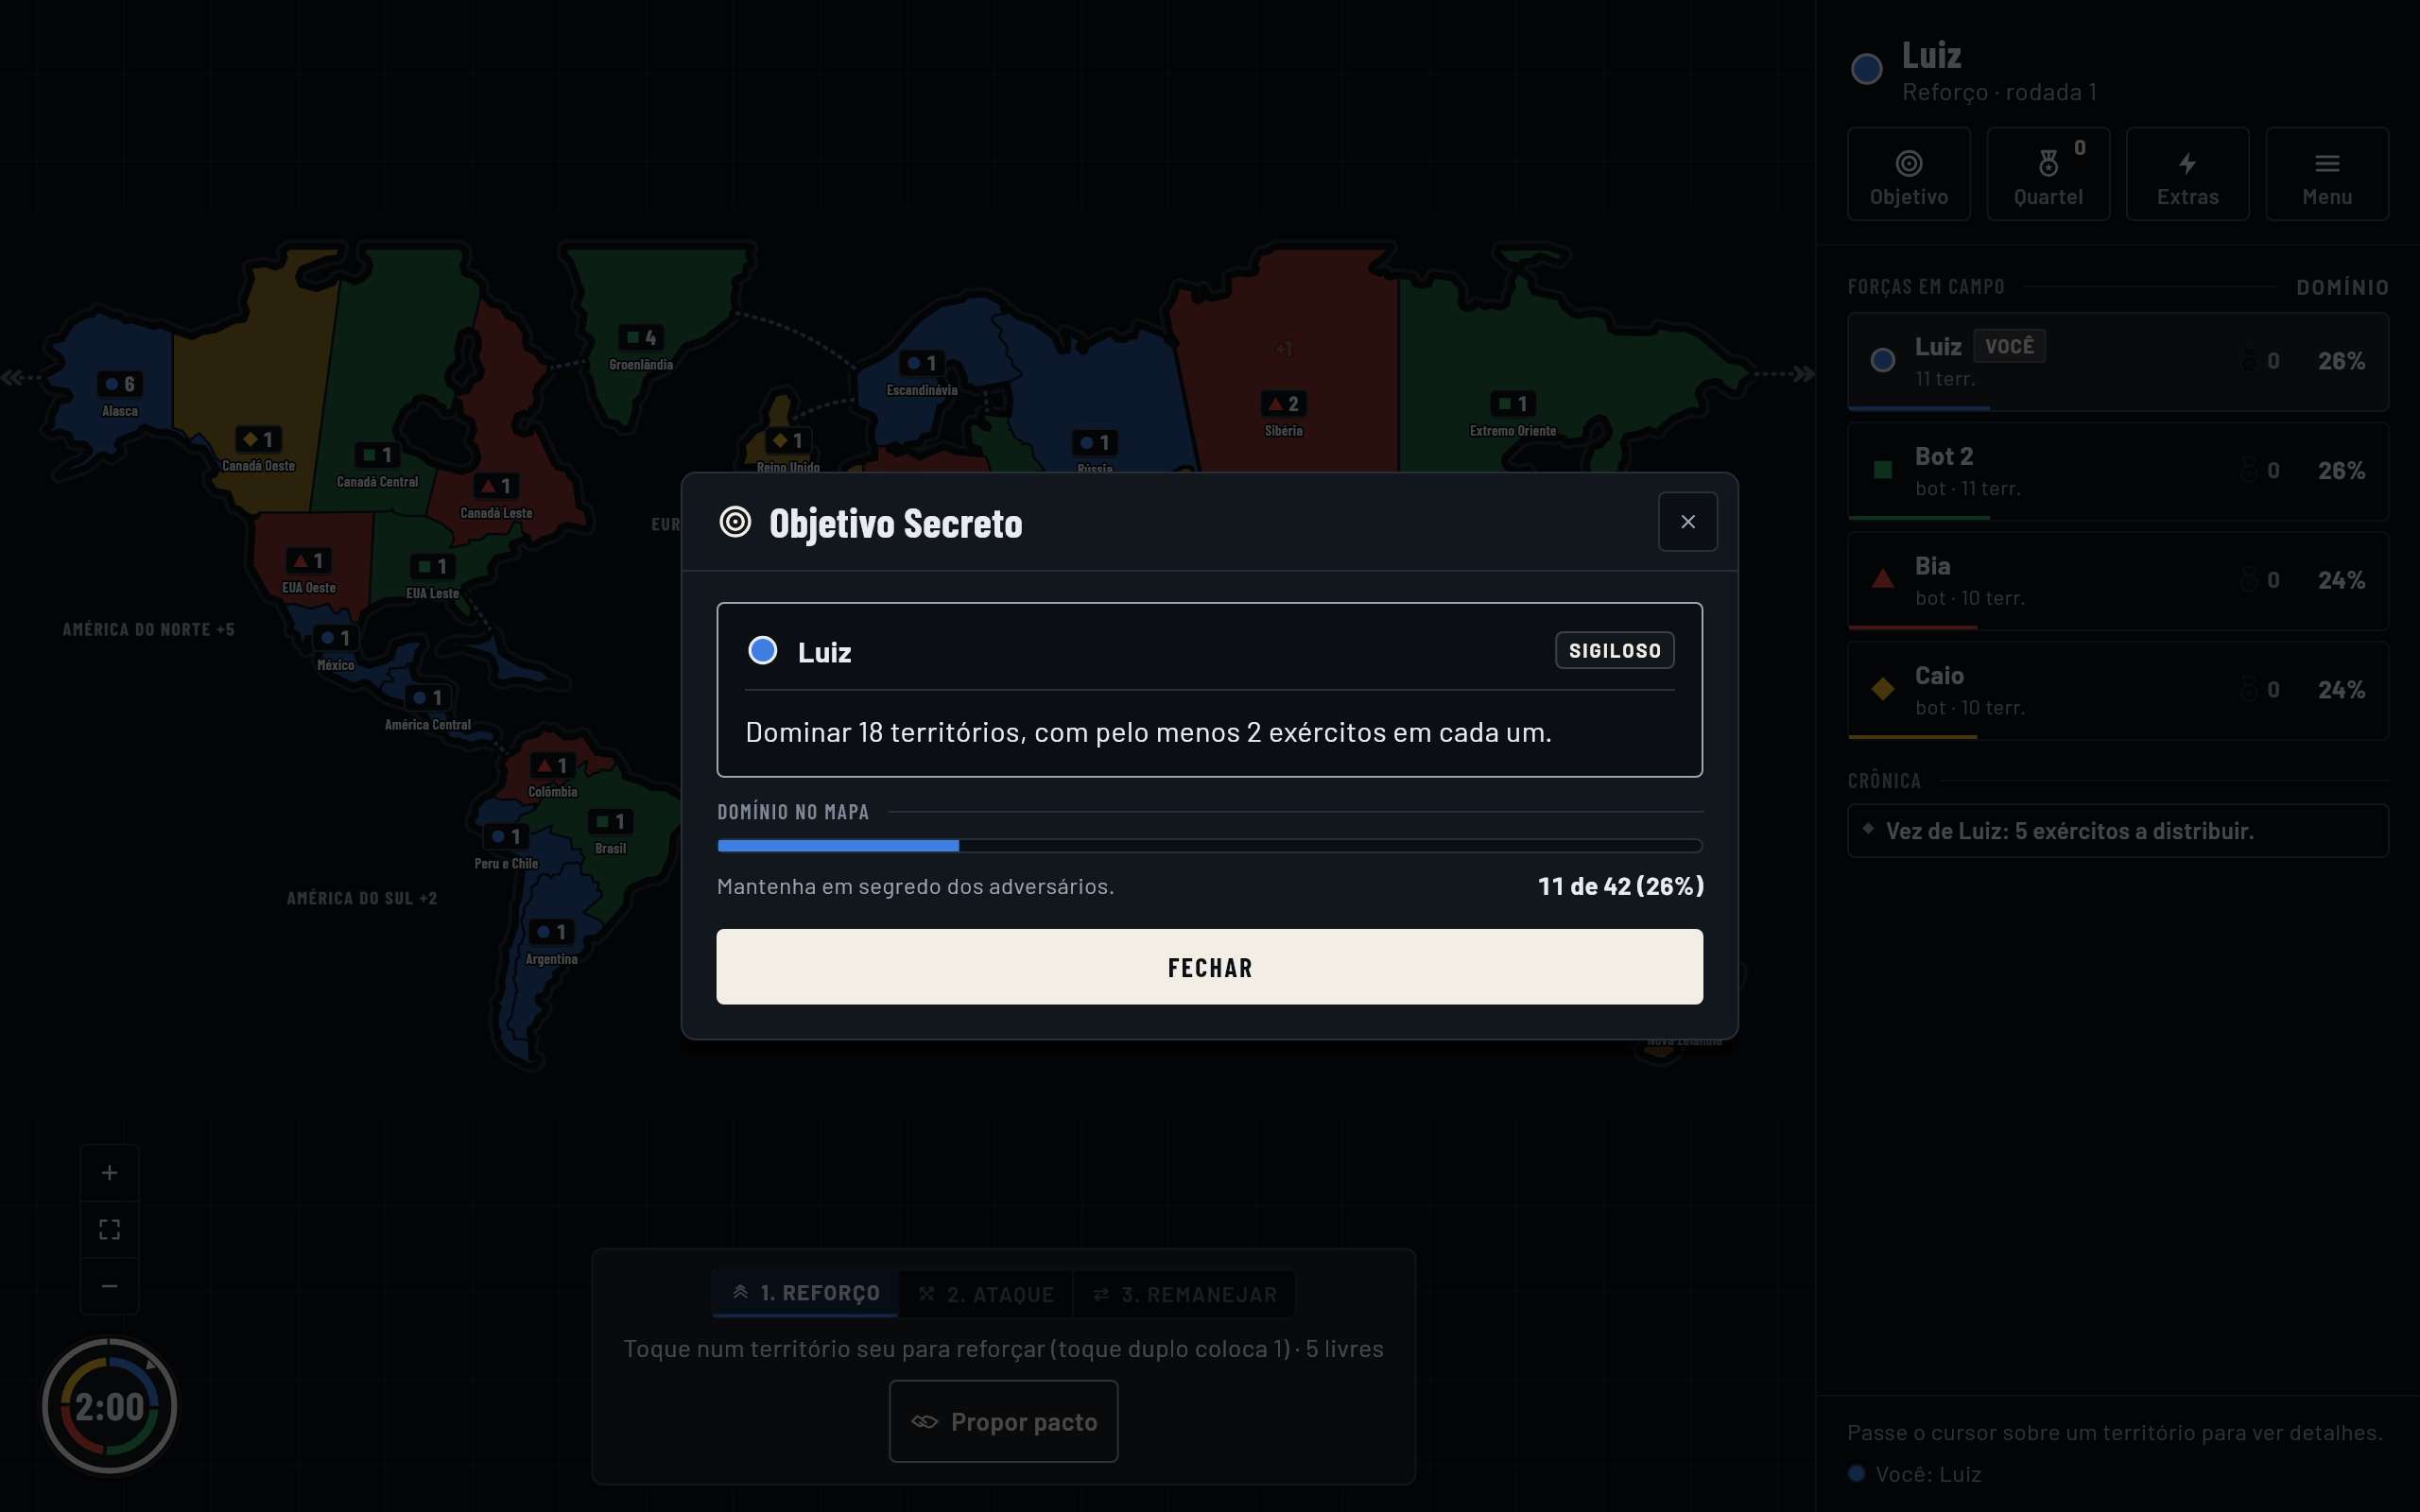 Luiz
Reforço · rodada 1
Objetivo
0
Quartel
Extras
Menu
FORÇAS EM CAMPO
DOMÍNIO
Luiz VOCÊ
11 terr.
0 26%
Bot 2
bot · 11 terr.
0 26%
Bia
bot · 10 terr.
0 24%
Caio
bot · 10 terr.
0 24%
CRÔNICA
Vez de Luiz: 5 exércitos a distribuir.
Passe o cursor sobre um território para ver detalhes.
Você: Luiz
6
Alasca
1
Canadá Oeste
1
Canadá Central
1
Canadá Leste
4
Groenlândia
1
EUA Oeste
1
EUA Leste
1
México
1
América Central
AMÉRICA DO NORTE +5
1
Colômbia
1
Peru e Chile
1
Brasil
1
Argentina
AMÉRICA DO SUL +2
1
Escandinávia
1
Reino Unido
1
Rússia
+1
2
Sibéria
1
Extremo Oriente
EUR
Nova Zelândia
Objetivo Secreto
Luiz
SIGILOSO
Dominar 18 territórios, com pelo menos 2 exércitos em cada um.
DOMÍNIO NO MAPA
Mantenha em segredo dos adversários.
11 de 42 (26%)
FECHAR
1. REFORÇO
2. ATAQUE
3. REMANEJAR
Toque num território seu para reforçar (toque duplo coloca 1) · 5 livres
Propor pacto
2:00